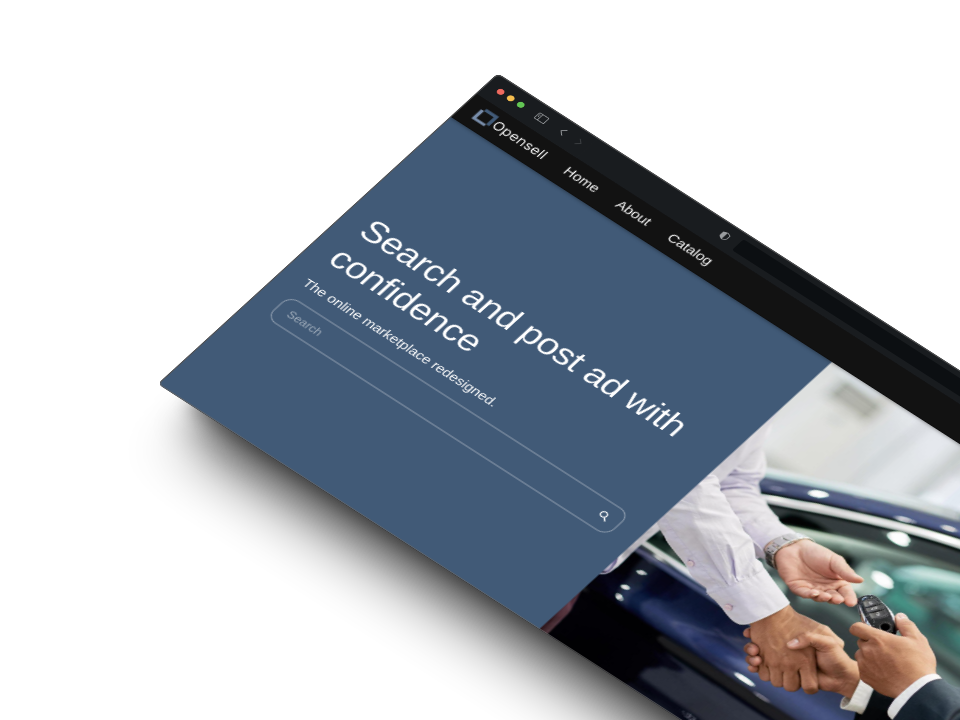 Opensell Home About Catalog
Search and post ad with
confidence
The online marketplace redesigned.
Search